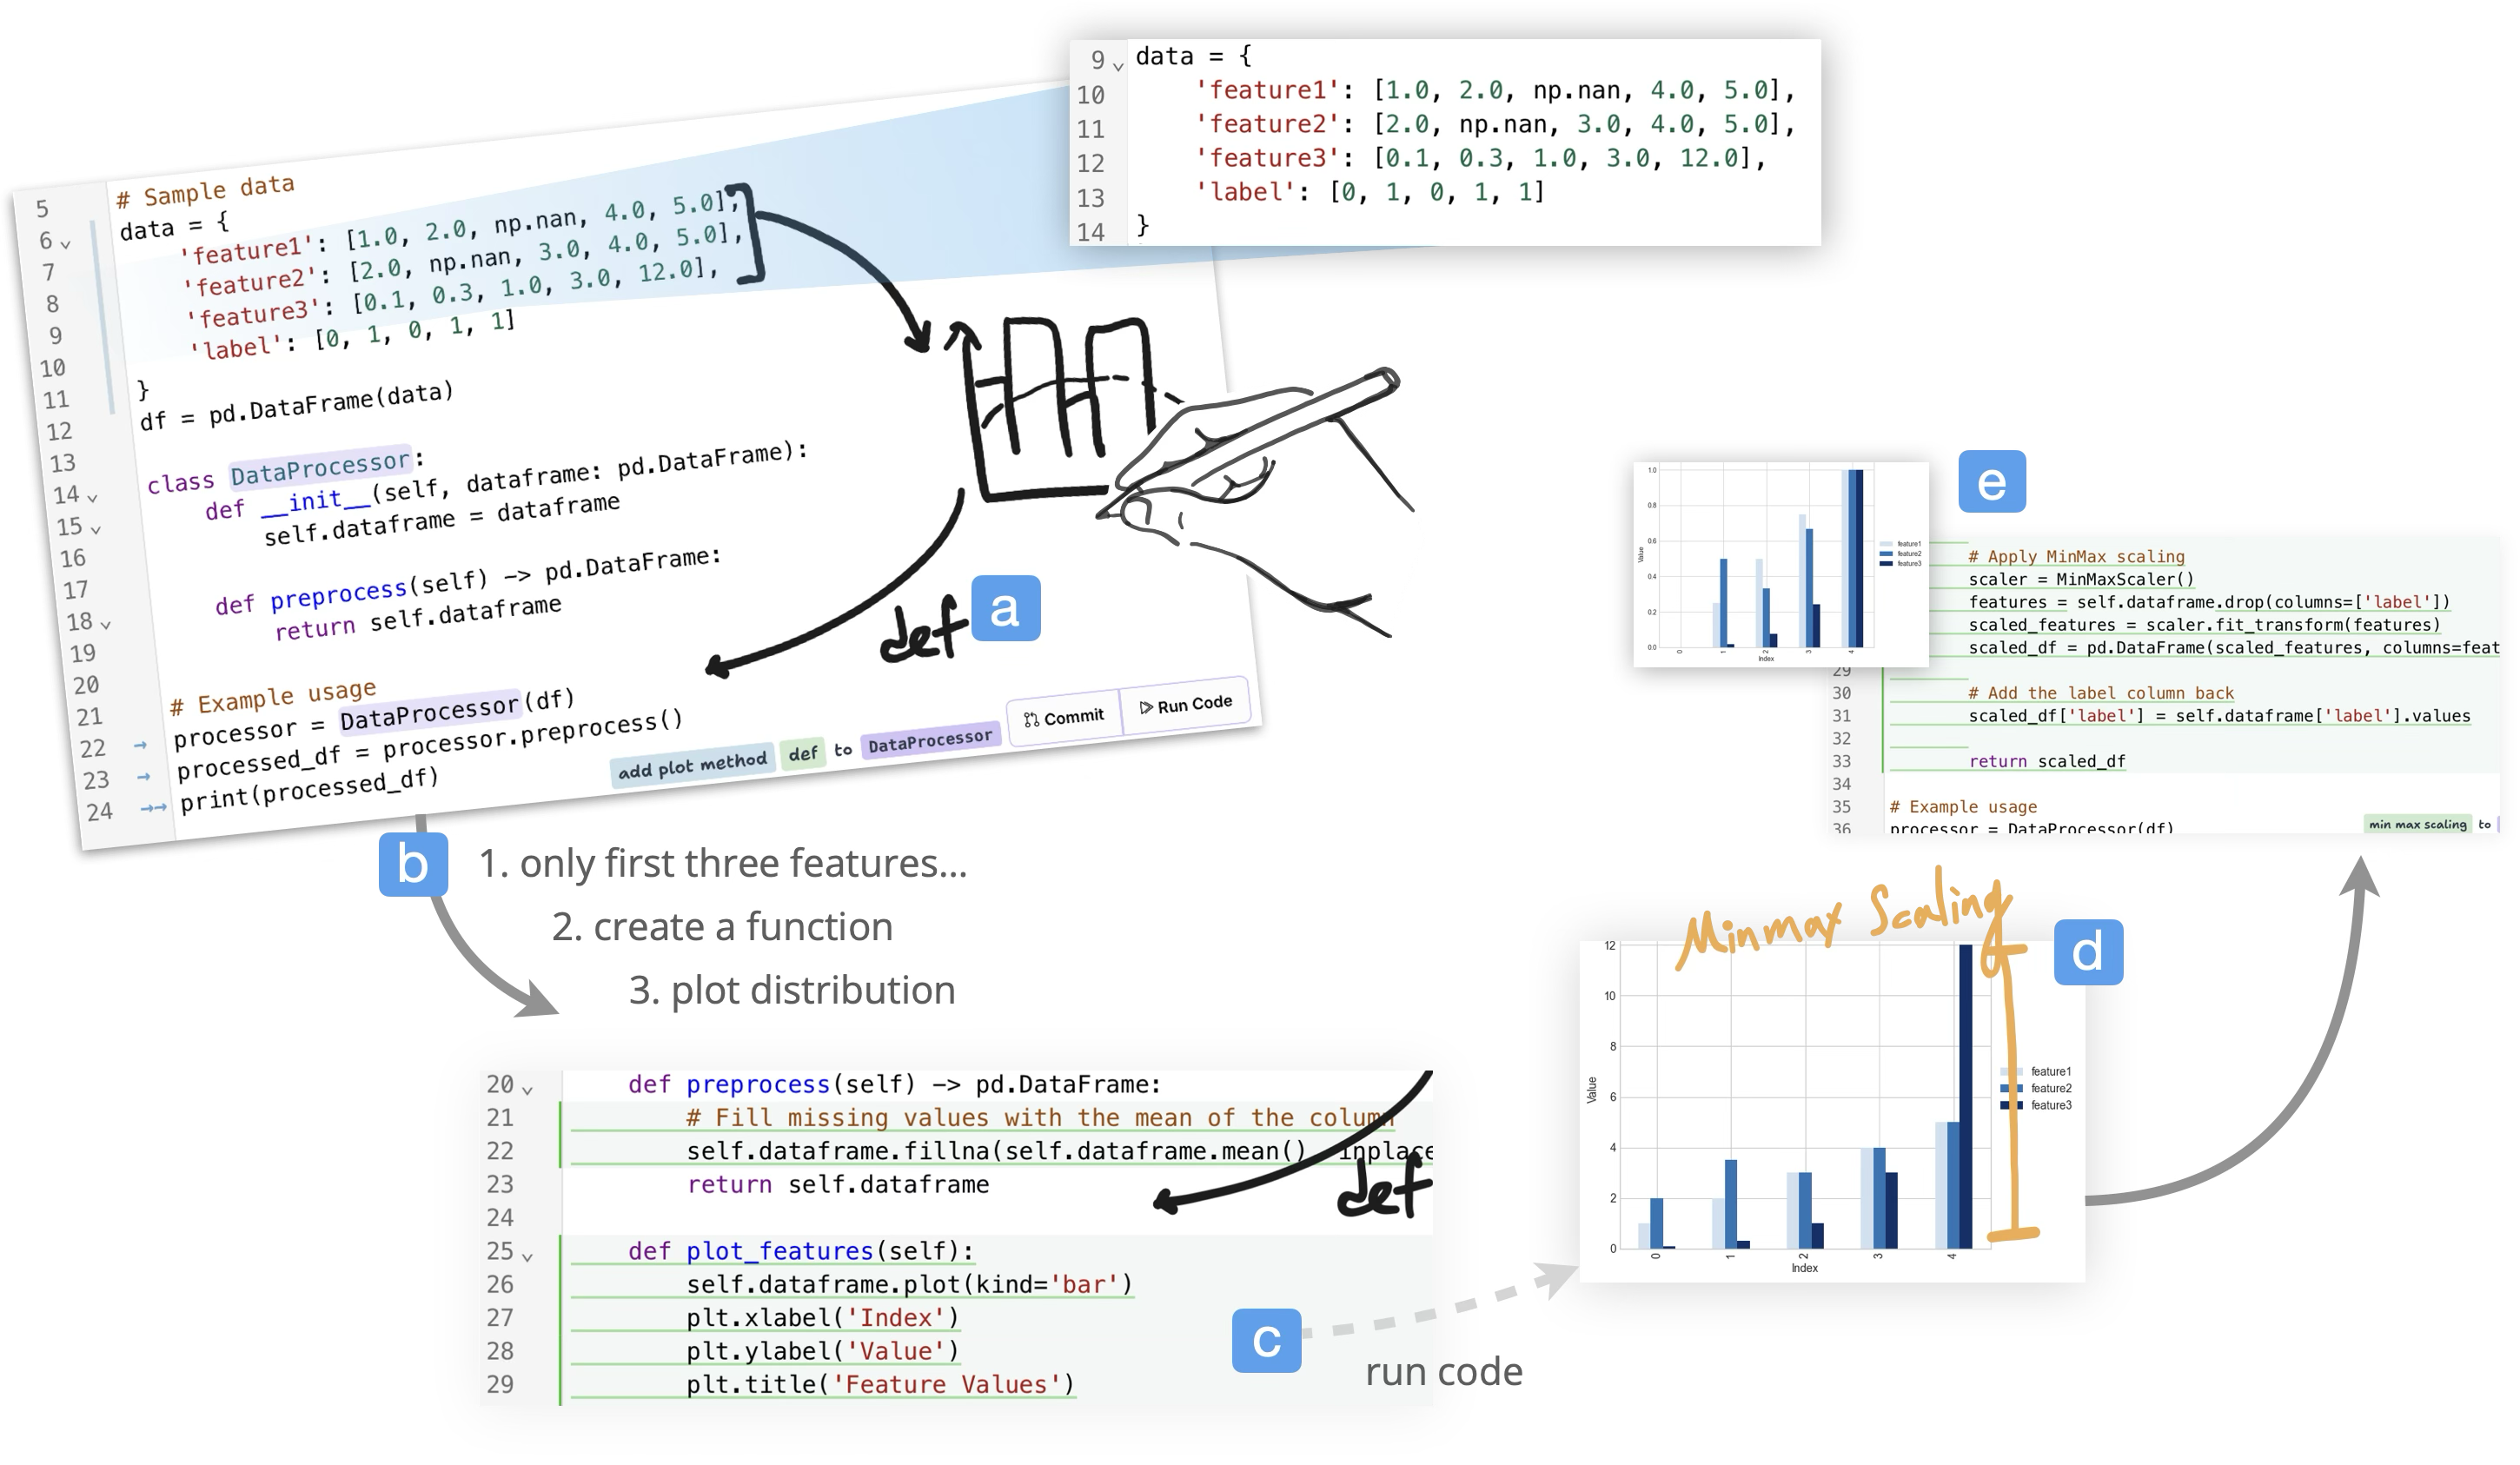 9 data = {
10 'feature1': [1.0, 2.0, np.nan, 4.0, 5.0],
11 'feature2': [2.0, np.nan, 3.0, 4.0, 5.0],
12 'feature3': [0.1, 0.3, 1.0, 3.0, 12.0],
13 'label': [0, 1, 0, 1, 1]
14 }
5 # Sample data
6 data = {
7 'feature1': [1.0, 2.0, np.nan, 4.0, 5.0],
8 'feature2': [2.0, np.nan, 3.0, 4.0, 5.0],
9 'feature3': [0.1, 0.3, 1.0, 3.0, 12.0],
10 'label': [0, 1, 0, 1, 1]
11 }
12 df = pd.DataFrame(data)
13
14 class DataProcessor:
15 def __init__(self, dataframe: pd.DataFrame):
16 self.dataframe = dataframe
17
18 def preprocess(self) -> pd.DataFrame:
19 return self.dataframe
20
21 # Example usage
22 → processor = DataProcessor(df)
23 → processed_df = processor.preprocess()
24 →→ print(processed_df)
def
a
add plot method def to DataProcessor
Commit
Run Code
b
1. only first three features...
2. create a function
3. plot distribution
20 def preprocess(self) -> pd.DataFrame:
21 # Fill missing values with the mean of the column
22 self.dataframe.fillna(self.dataframe.mean() inplace
23 return self.dataframe
24
25 def plot_features(self):
26 self.dataframe.plot(kind='bar')
27 plt.xlabel('Index')
28 plt.ylabel('Value')
29 plt.title('Feature Values')
def
c
run code
Minmax Scaling
d
12
10
8
6
4
2
0
Value
0 1 2 3 4
Index
feature1
feature2
feature3
e
1.0
0.8
0.6
0.4
0.2
0.0
Value
0 1 2 3 4
Index
feature1
feature2
feature3
# Apply MinMax scaling
scaler = MinMaxScaler()
features = self.dataframe.drop(columns=['label'])
scaled_features = scaler.fit_transform(features)
scaled_df = pd.DataFrame(scaled_features, columns=feat
29
30 # Add the label column back
31 scaled_df['label'] = self.dataframe['label'].values
32
33 return scaled_df
34
35 # Example usage
36 processor = DataProcessor(df)
min max scaling to